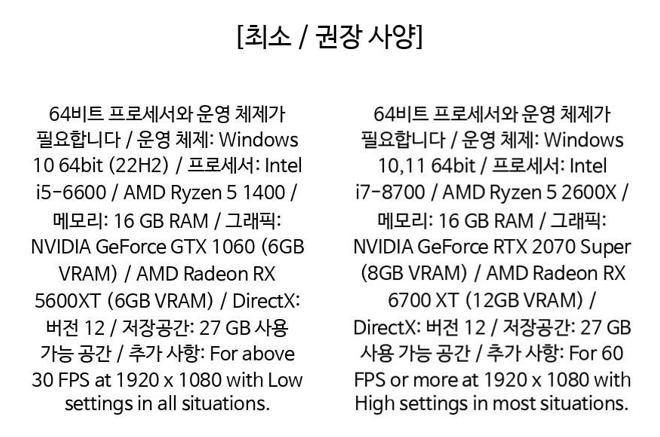 [최소 / 권장 사양]
64비트 프로세서와 운영 체제가
필요합니다 / 운영 체제: Windows
10 64bit (22H2) / 프로세서: Intel
i5-6600 / AMD Ryzen 5 1400 /
메모리: 16 GB RAM / 그래픽:
NVIDIA GeForce GTX 1060 (6GB
VRAM) / AMD Radeon RX
5600XT (6GB VRAM) / DirectX:
버전 12 / 저장공간: 27 GB 사용
가능 공간 / 추가 사항: For above
30 FPS at 1920 x 1080 with Low
settings in all situations.
64비트 프로세서와 운영 체제가
필요합니다 / 운영 체제: Windows
10,11 64bit / 프로세서: Intel
i7-8700 / AMD Ryzen 5 2600X /
메모리: 16 GB RAM / 그래픽:
NVIDIA GeForce RTX 2070 Super
(8GB VRAM) / AMD Radeon RX
6700 XT (12GB VRAM) /
DirectX: 버전 12 / 저장공간: 27 GB
사용 가능 공간 / 추가 사항: For 60
FPS or more at 1920 x 1080 with
High settings in most situations.